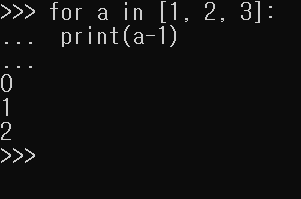 >>> for a in [1, 2, 3]:
...  print(a-1)
...
0
1
2
>>>